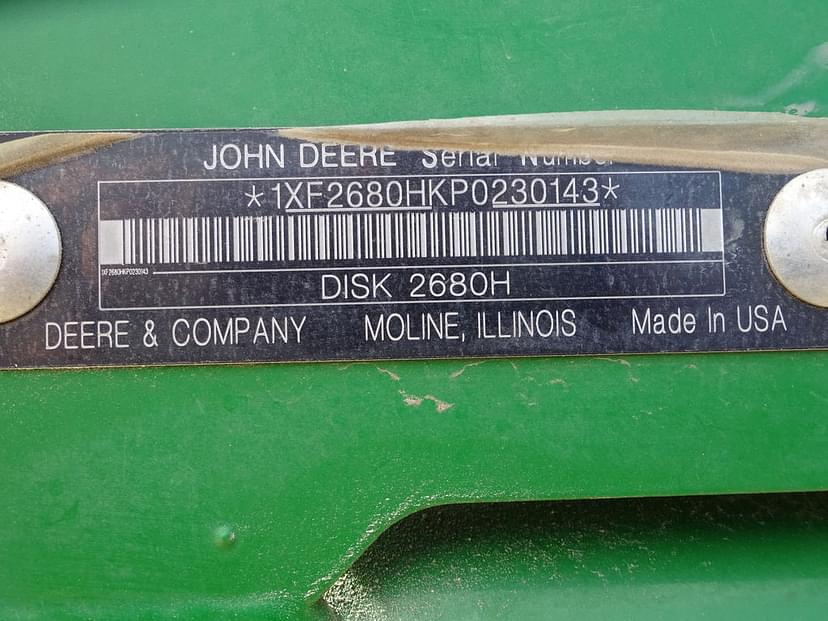 JOHN DEERE Serial Number
*1XF2680HKP0230143*
1XF2680HKP0230143
DISK 2680H
DEERE & COMPANY MOLINE, ILLINOIS Made In USA